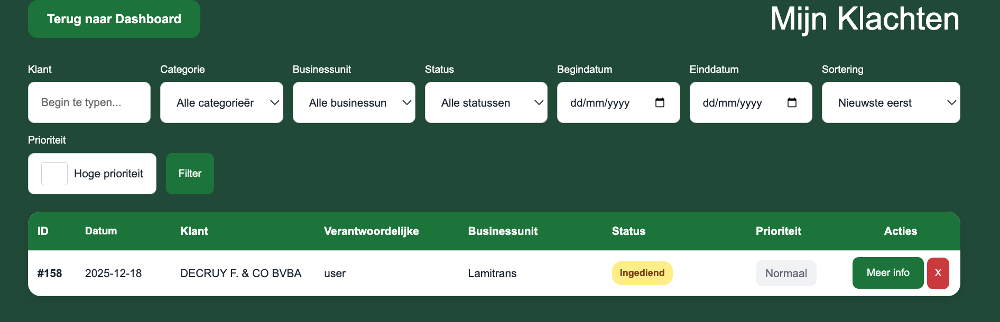 Terug naar Dashboard
Mijn Klachten
Klant
Categorie
Businessunit
Status
Begindatum
Einddatum
Sortering
Begin te typen...
Alle categorieër
Alle businessun
Alle statussen
dd/mm/yyyy
dd/mm/yyyy
Nieuwste eerst
Prioriteit
Hoge prioriteit
Filter
ID Datum Klant Verantwoordelijke Businessunit Status Prioriteit Acties
#158 2025-12-18 DECRUY F. & CO BVBA user Lamitrans Ingediend Normaal Meer info X